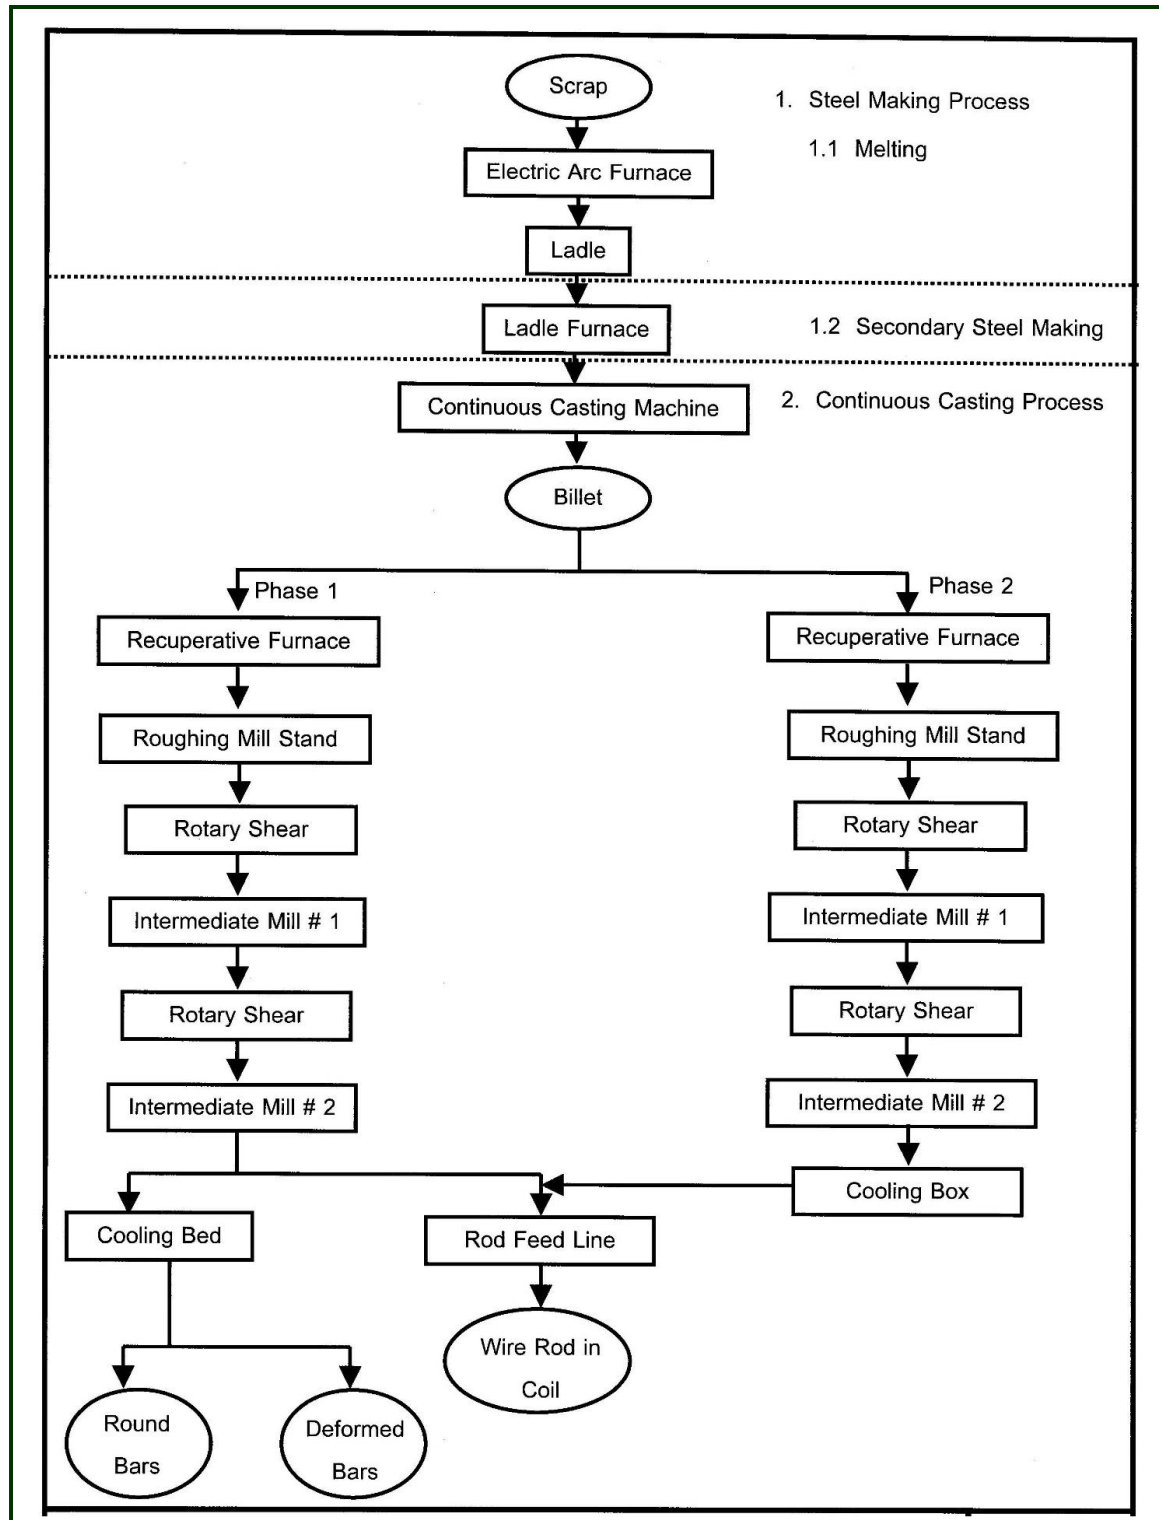 Scrap
1. Steel Making Process
1.1 Melting
Electric Arc Furnace
Ladle
Ladle Furnace
1.2 Secondary Steel Making
Continuous Casting Machine
2. Continuous Casting Process
Billet
Phase 1
Phase 2
Recuperative Furnace
Recuperative Furnace
Roughing Mill Stand
Roughing Mill Stand
Rotary Shear
Rotary Shear
Intermediate Mill # 1
Intermediate Mill # 1
Rotary Shear
Rotary Shear
Intermediate Mill # 2
Intermediate Mill # 2
Cooling Box
Cooling Bed
Rod Feed Line
Wire Rod in
Coil
Round
Bars
Deformed
Bars